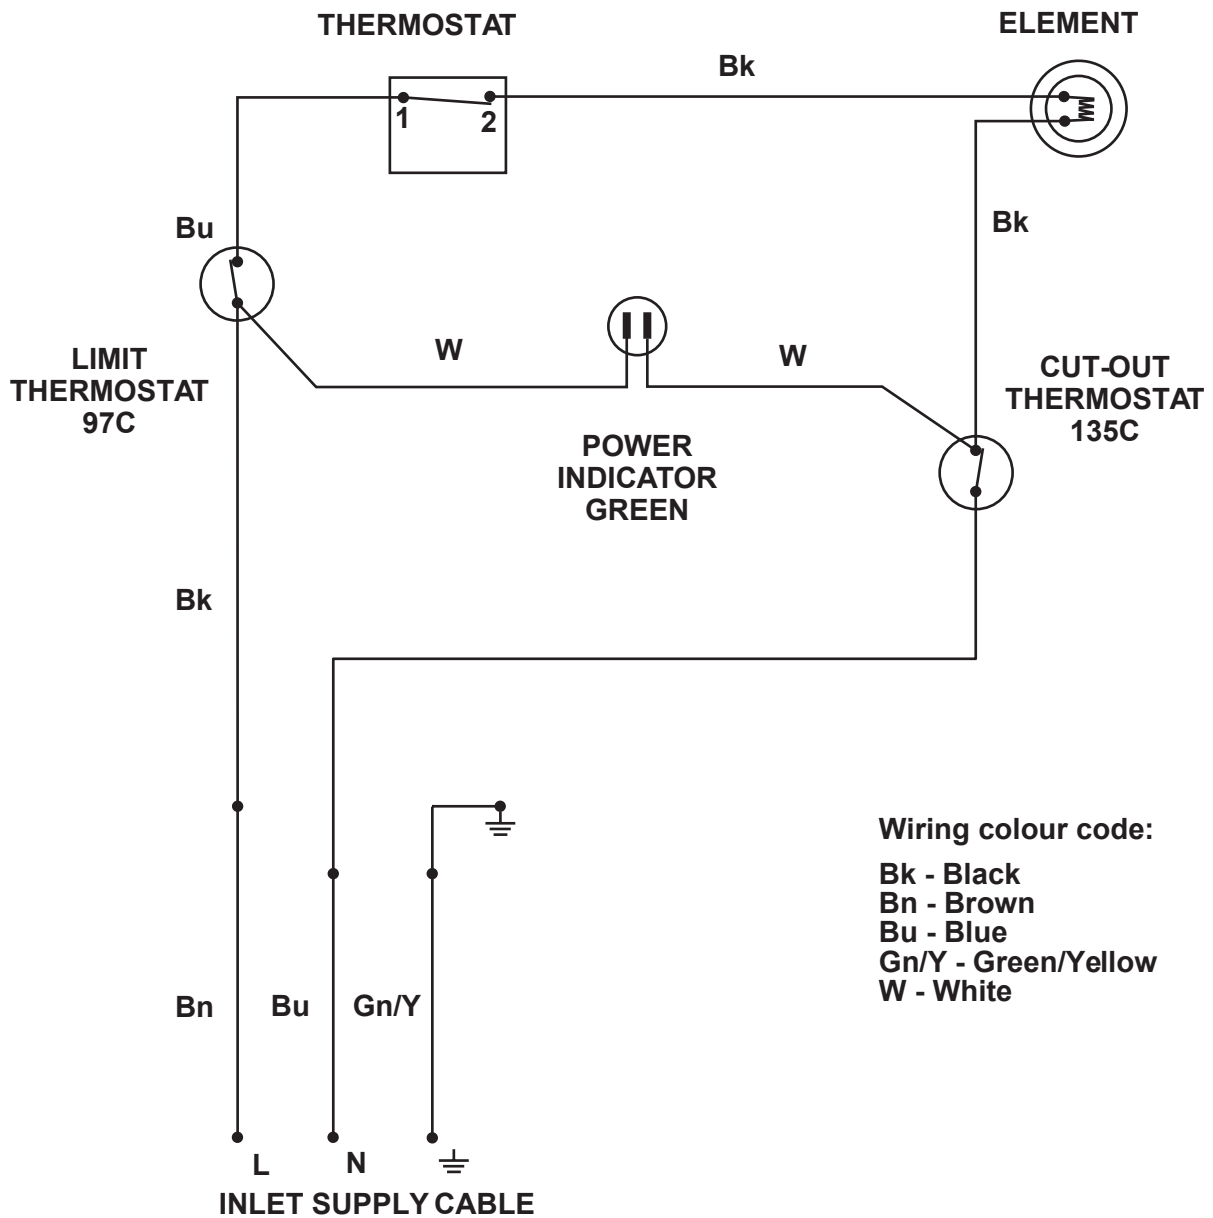 THERMOSTAT
ELEMENT
Bk
1
2
Bu
Bk
LIMIT
THERMOSTAT
97C
W
W
CUT-OUT
THERMOSTAT
135C
POWER
INDICATOR
GREEN
Bk
Wiring colour code:
Bk - Black
Bn - Brown
Bu - Blue
Gn/Y - Green/Yellow
W - White
Bn
Bu
Gn/Y
L
N
INLET SUPPLY CABLE